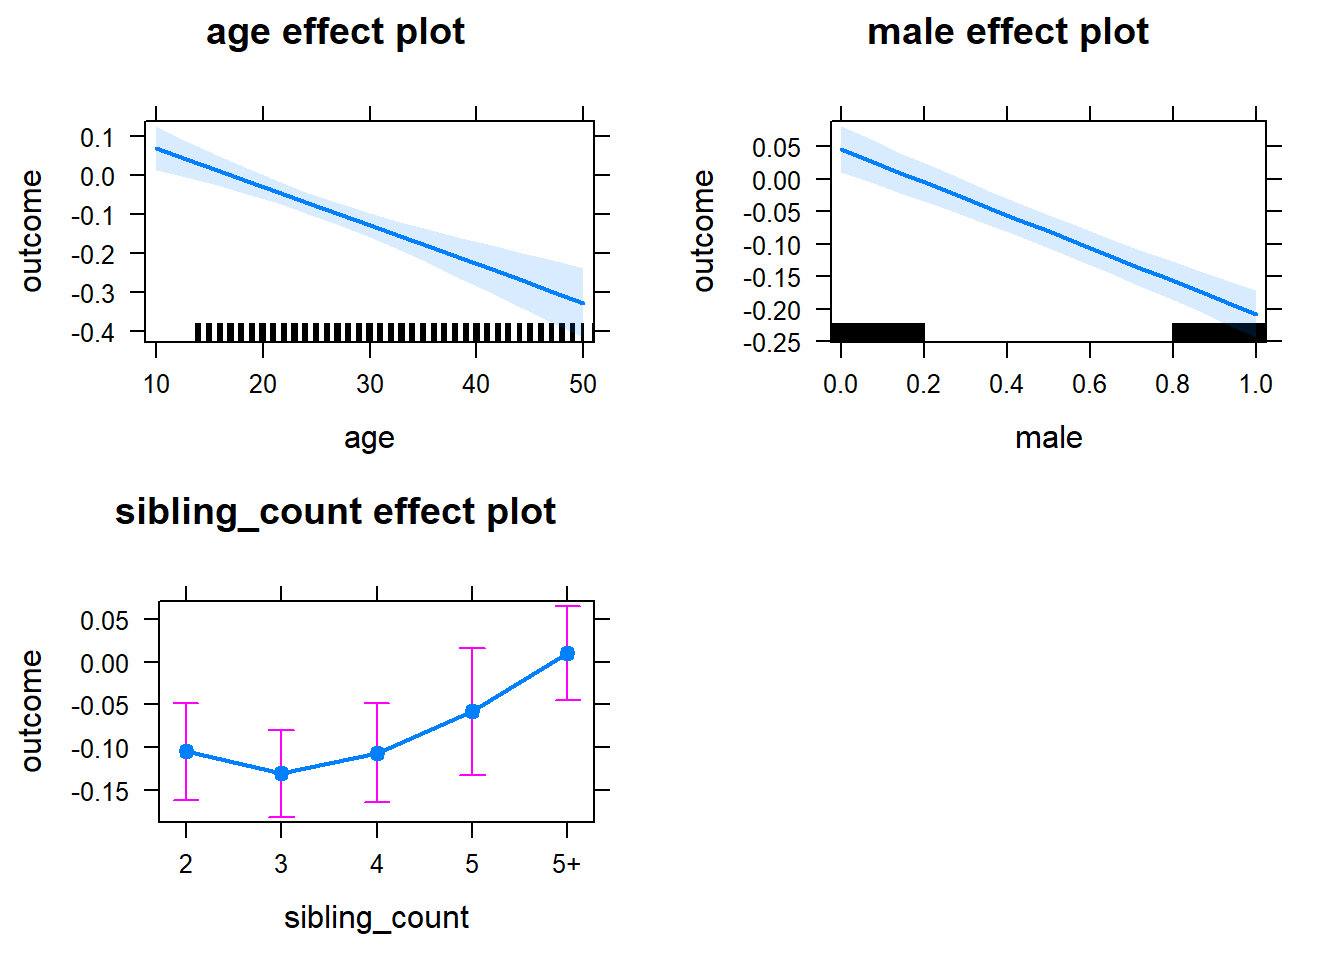 age effect plot
outcome
0.1
0.0
-0.1
-0.2
-0.3
-0.4
10 20 30 40 50
age
male effect plot
outcome
0.05
0.00
-0.05
-0.10
-0.15
-0.20
-0.25
0.0 0.2 0.4 0.6 0.8 1.0
male
sibling_count effect plot
outcome
0.05
0.00
-0.05
-0.10
-0.15
2 3 4 5 5+
sibling_count